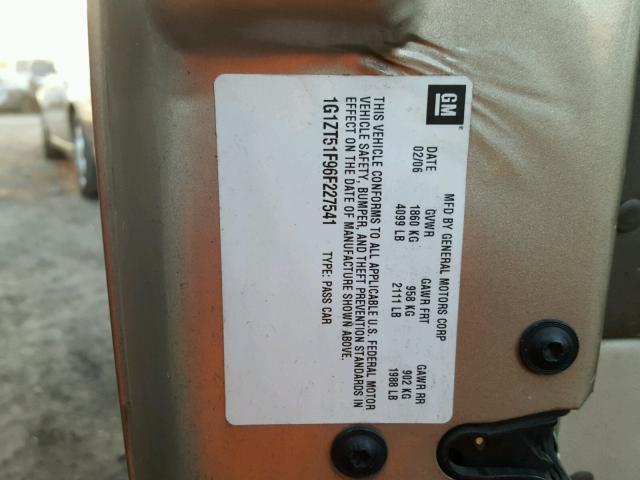 GM
MFD BY GENERAL MOTORS CORP
DATE GVWR GAWR FRT GAWR RR
02/06 1860 KG 958 KG 902 KG
4099 LB 2111 LB 1988 LB
THIS VEHICLE CONFORMS TO ALL APPLICABLE U.S. FEDERAL MOTOR
VEHICLE SAFETY, BUMPER, AND THEFT PREVENTION STANDARDS IN
EFFECT ON THE DATE OF MANUFACTURE SHOWN ABOVE.
1G1ZT51F96F227541 TYPE: PASS CAR